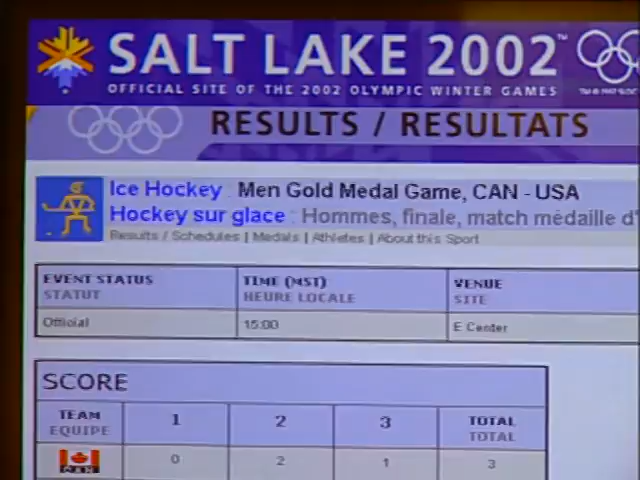 SALT LAKE 2002™
OFFICIAL SITE OF THE 2002 OLYMPIC WINTER GAMES
RESULTS / RESULTATS
Ice Hockey : Men Gold Medal Game, CAN - USA
Hockey sur glace : Hommes, finale, match médaille d'
Results / Schedules | Medals | Athletes | About this Sport
EVENT STATUS TIME (MST) VENUE
STATUT HEURE LOCALE SITE
Official 15:00 E Center
SCORE
TEAM 1 2 3 TOTAL
EQUIPE TOTAL
CAN 0 2 1 3